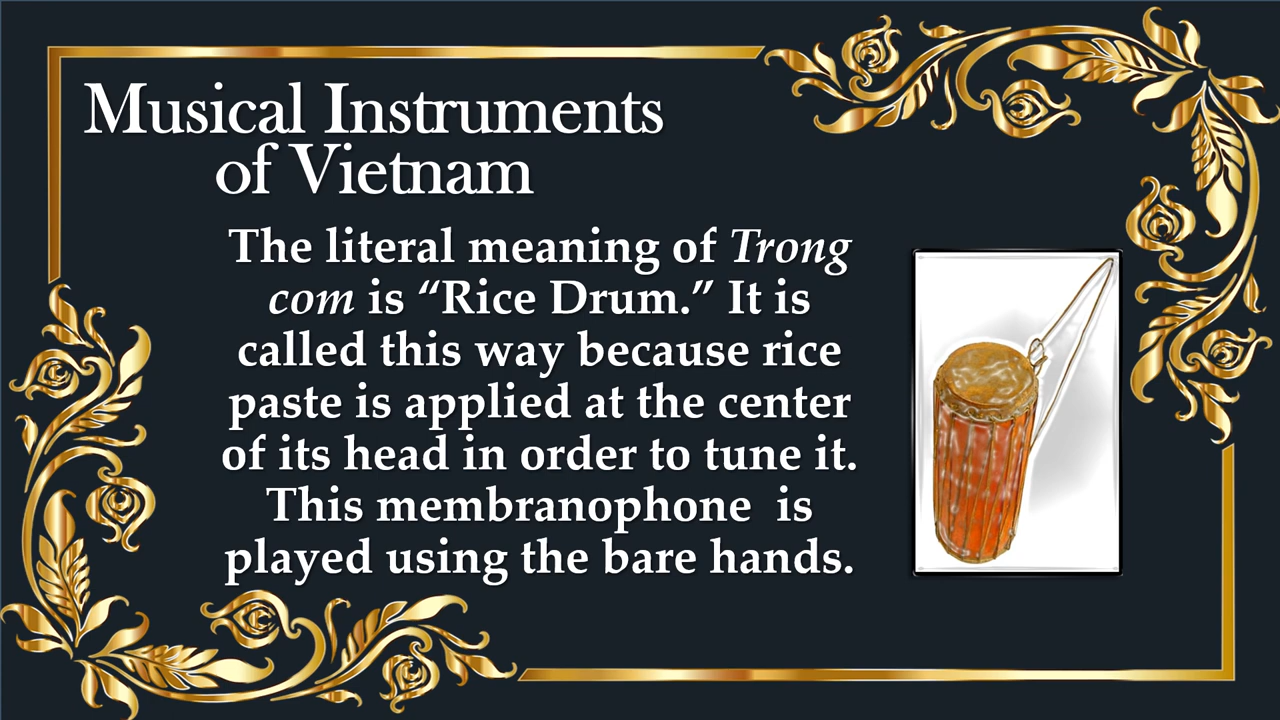 Musical Instruments
of Vietnam
The literal meaning of Trong
com is “Rice Drum.” It is
called this way because rice
paste is applied at the center
of its head in order to tune it.
This membranophone  is
played using the bare hands.